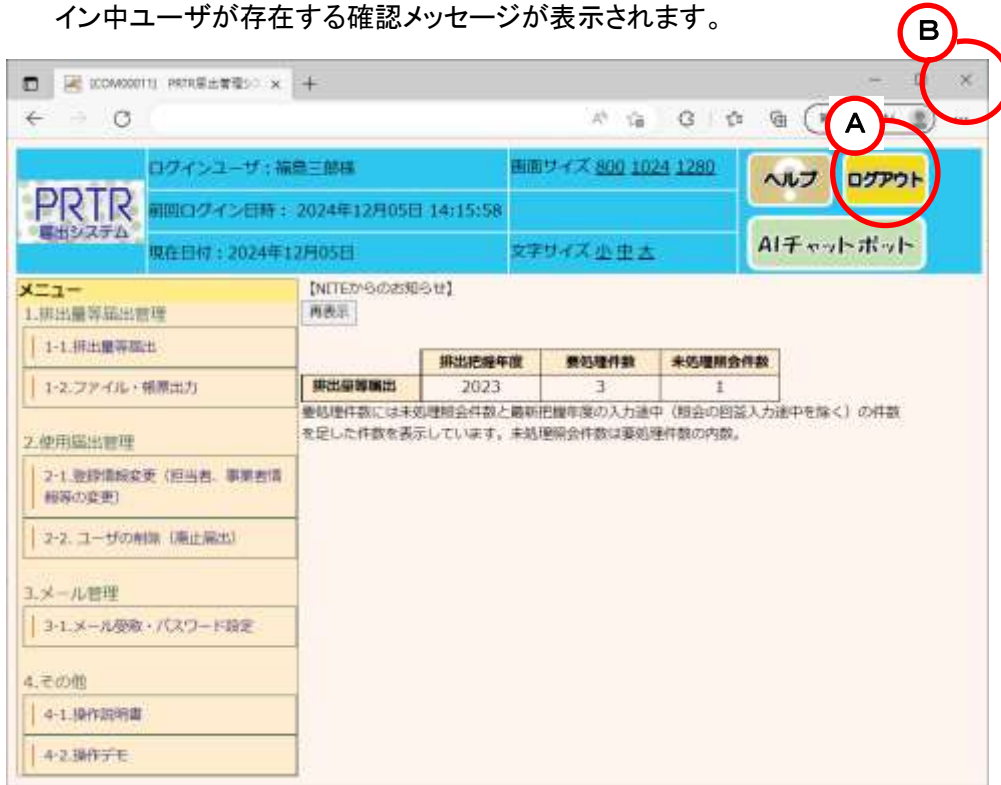 イン中ユーザが存在する確認メッセージが表示されます。
B
[COM00011] PRTR届出管理シ
A
ログインユーザ：福島三郎様
画面サイズ 800 1024 1280
ヘルプ
ログアウト
PRTR
届出システム
前回ログイン日時： 2024年12月05日 14:15:58
現在日付：2024年12月05日
文字サイズ 小 中 大
AIチャットボット
メニュー
【NITEからのお知らせ】
1.排出量等届出管理
再表示
1-1.排出量等届出
排出把握年度 要処理件数 未処理照会件数
1-2.ファイル・帳票出力
排出量等届出 2023 3 1
要処理件数には未処理照会件数と最新把握年度の入力途中（照会の回答入力途中を除く）の件数
を足した件数を表示しています。未処理照会件数は要処理件数の内数。
2.使用届出管理
2-1.登録情報変更（担当者、事業者情
報等の変更）
2-2. ユーザの削除（廃止届出）
3.メール管理
3-1.メール受取・パスワード設定
4.その他
4-1.操作説明書
4-2.操作デモ